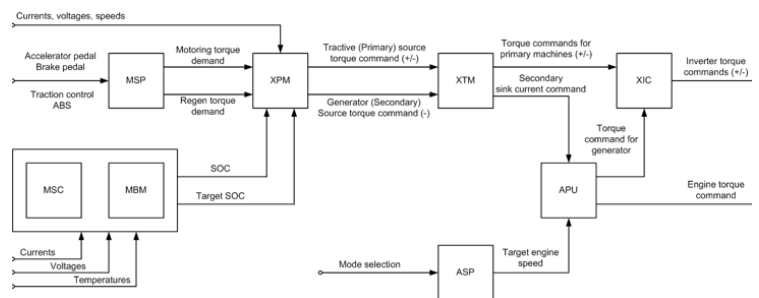 Currents, voltages, speeds
Accelerator pedal
Brake pedal
Traction control
ABS
MSP
Motoring torque
demand
Regen torque
demand
XPM
Tractive (Primary) source
torque command (+/-)
Generator (Secondary)
Source torque command (-)
XTM
Torque commands for
primary machines (+/-)
Secondary
sink current command
XIC
Inverter torque
commands (+/-)
Torque
command for
generator
MSC
MBM
SOC
Target SOC
APU
Engine torque
command
Currents
Voltages
Temperatures
Mode selection
ASP
Target engine
speed